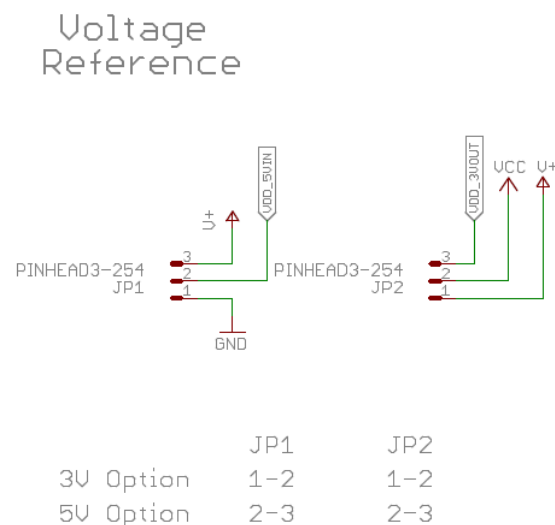 Voltage
Reference
VDD_5VIN
VDD_3VOUT
VCC
V+
V+
3
PINHEAD3-254
2
JP1
1
GND
3
PINHEAD3-254
2
JP2
1
JP1 JP2
3V Option 1-2 1-2
5V Option 2-3 2-3